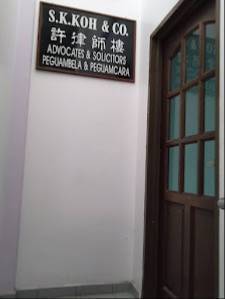 S.K.KOH & CO.
許律師樓
ADVOCATES & SOLICITORS
PEGUAMBELA & PEGUAMCARA